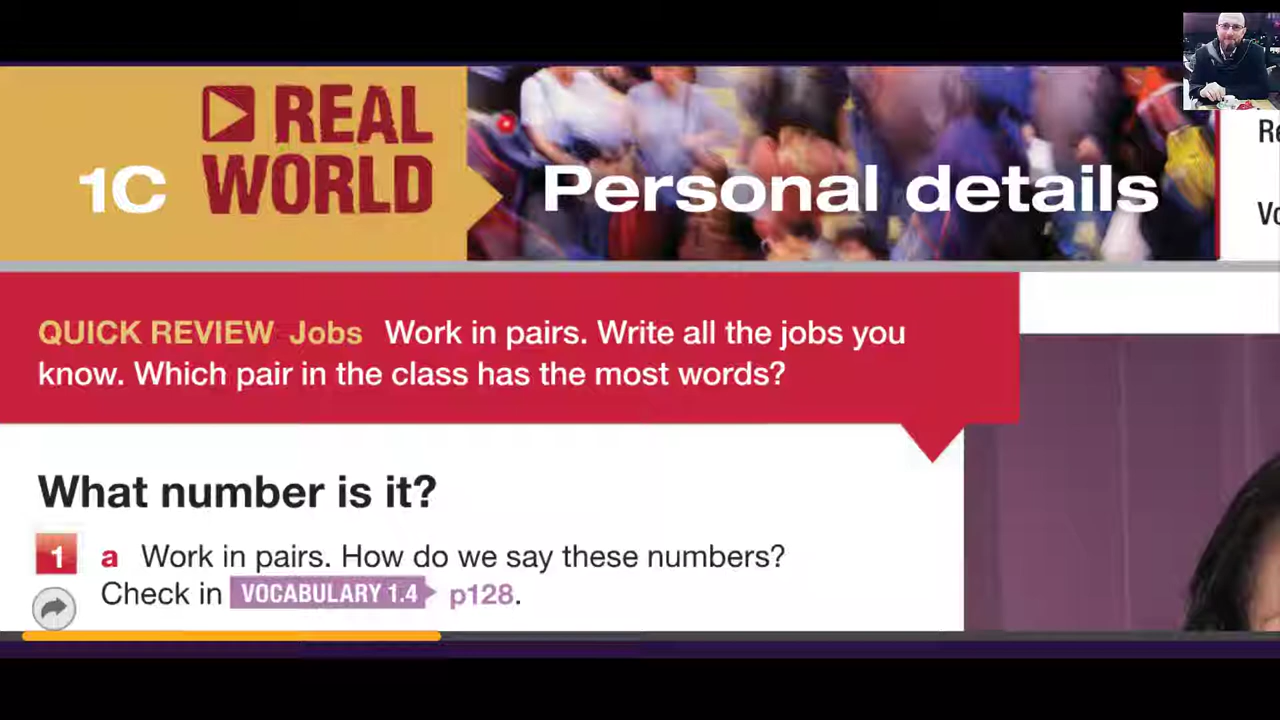 1C
REAL
WORLD
Personal details
QUICK REVIEW Jobs Work in pairs. Write all the jobs you
know. Which pair in the class has the most words?
What number is it?
1 a Work in pairs. How do we say these numbers?
Check in VOCABULARY 1.4 p128.